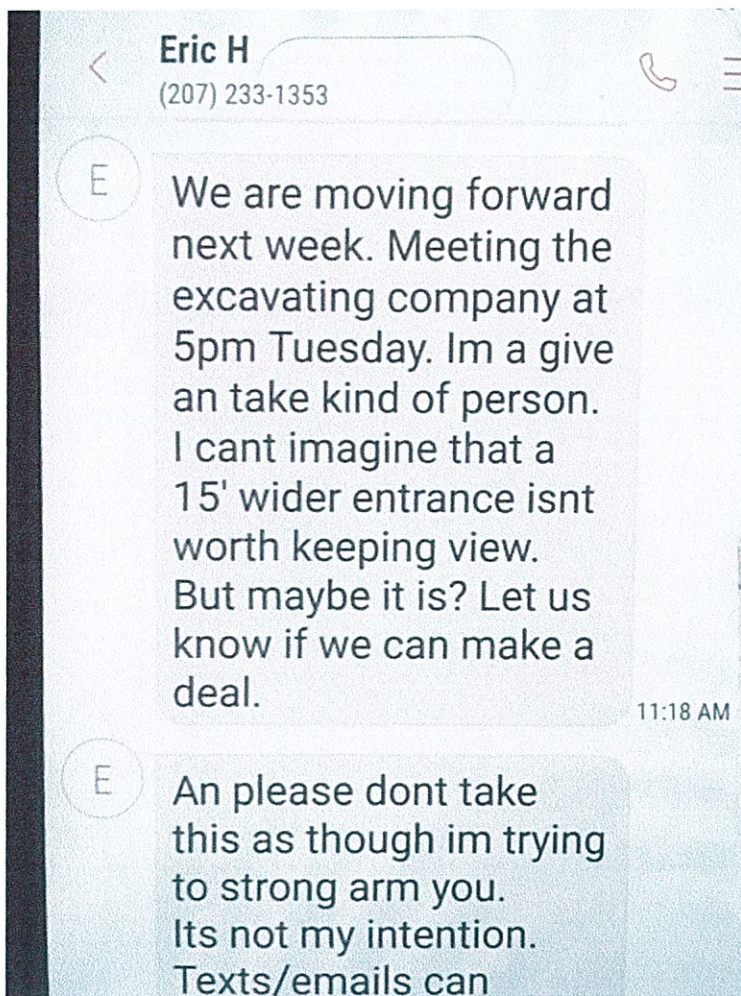 Eric H
(207) 233-1353
E
We are moving forward
next week. Meeting the
excavating company at
5pm Tuesday. Im a give
an take kind of person.
I cant imagine that a
15' wider entrance isnt
worth keeping view.
But maybe it is? Let us
know if we can make a
deal.
11:18 AM
E
An please dont take
this as though im trying
to strong arm you.
Its not my intention.
Texts/emails can